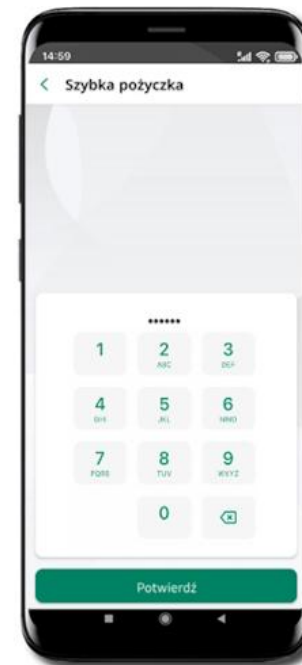 14:59
Szybka pożyczka
••••••
1 2 3
ABC DEF
4 5 6
GHI JKL MNO
7 8 9
PQRS TUV WXYZ
0
Potwierdź